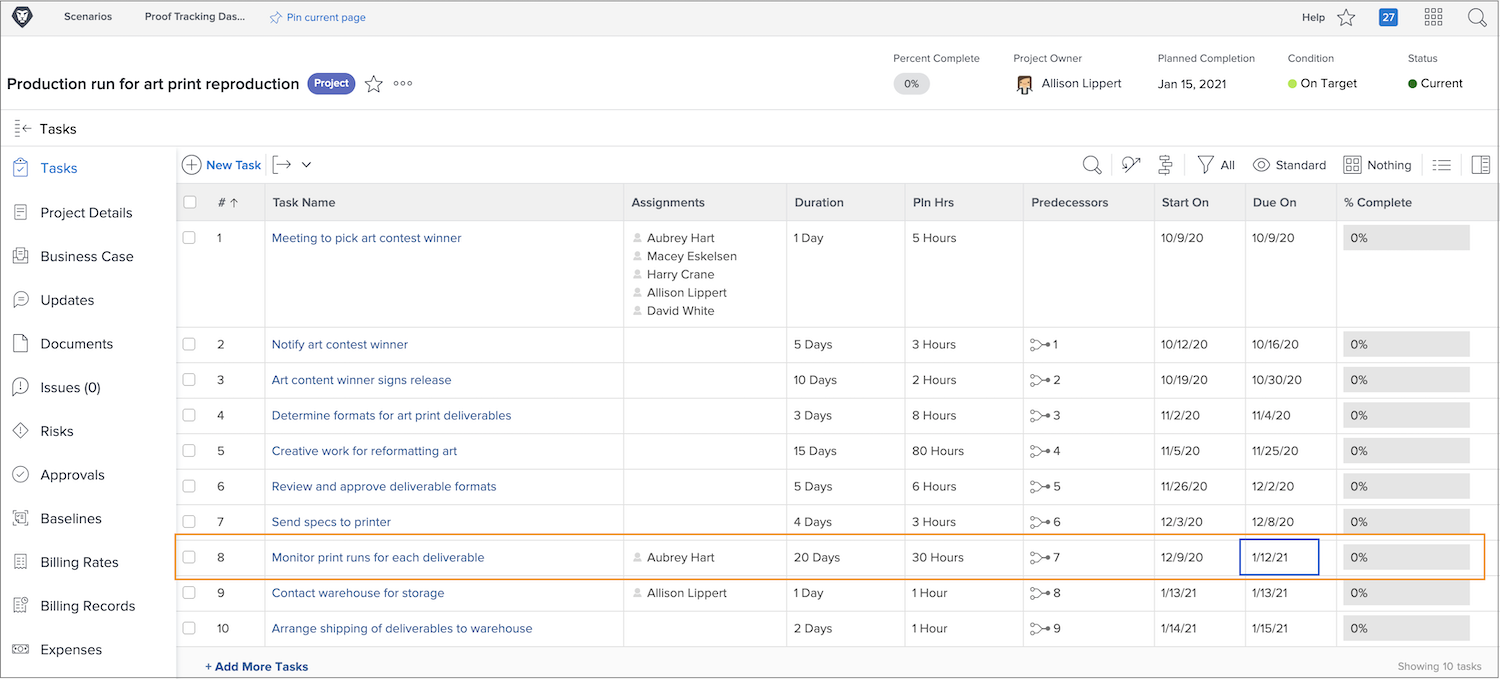 Scenarios Proof Tracking Das... Pin current page Help 27
Percent Complete Project Owner Planned Completion Condition Status
Production run for art print reproduction Project 0% Allison Lippert Jan 15, 2021 On Target Current
Tasks
Tasks
Project Details
Business Case
Updates
Documents
Issues (0)
Risks
Approvals
Baselines
Billing Rates
Billing Records
Expenses
New Task All Standard Nothing
# Task Name Assignments Duration Pln Hrs Predecessors Start On Due On % Complete
1 Meeting to pick art contest winner Aubrey Hart 1 Day 5 Hours 10/9/20 10/9/20 0%
Macey Eskelsen
Harry Crane
Allison Lippert
David White
2 Notify art contest winner 5 Days 3 Hours 1 10/12/20 10/16/20 0%
3 Art content winner signs release 10 Days 2 Hours 2 10/19/20 10/30/20 0%
4 Determine formats for art print deliverables 3 Days 8 Hours 3 11/2/20 11/4/20 0%
5 Creative work for reformatting art 15 Days 80 Hours 4 11/5/20 11/25/20 0%
6 Review and approve deliverable formats 5 Days 6 Hours 5 11/26/20 12/2/20 0%
7 Send specs to printer 4 Days 3 Hours 6 12/3/20 12/8/20 0%
8 Monitor print runs for each deliverable Aubrey Hart 20 Days 30 Hours 7 12/9/20 1/12/21 0%
9 Contact warehouse for storage Allison Lippert 1 Day 1 Hour 8 1/13/21 1/13/21 0%
10 Arrange shipping of deliverables to warehouse 2 Days 1 Hour 9 1/14/21 1/15/21 0%
+ Add More Tasks Showing 10 tasks